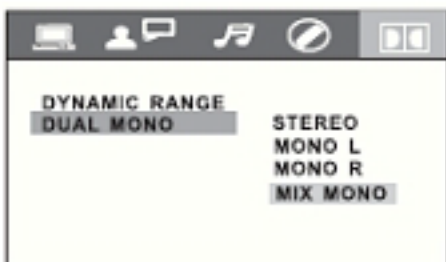 DYNAMIC RANGE
DUAL MONO
STEREO
MONO L
MONO R
MIX MONO